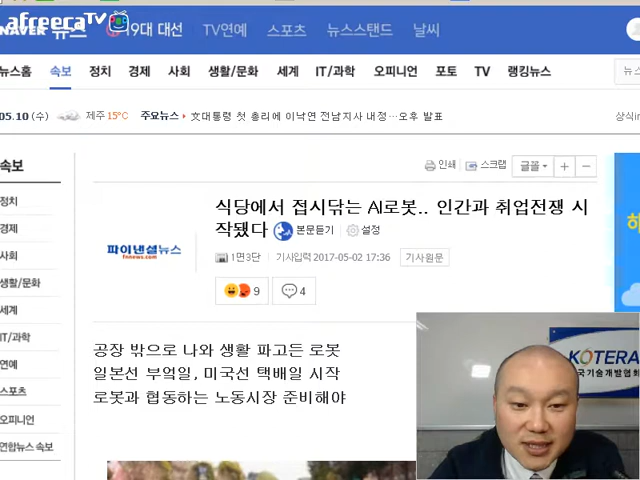 afreecaTV
NAVER 뉴스 19대 대선 TV연예 스포츠 뉴스스탠드 날씨
뉴스홈 속보 정치 경제 사회 생활/문화 세계 IT/과학 오피니언 포토 TV 랭킹뉴스
05.10 (수) 제주 15°C 주요뉴스 文대통령 첫 총리에 이낙연 전남지사 내정…오후 발표
속보
인쇄 스크랩 글꼴 + −
정치
경제
사회
생활/문화
세계
IT/과학
연예
스포츠
오피니언
연합뉴스 속보
식당에서 접시닦는 AI로봇.. 인간과 취업전쟁 시
작됐다 본문듣기 설정
파이낸셜뉴스
fnnews.com
1면3단 기사입력 2017-05-02 17:36 기사원문
9 4
공장 밖으로 나와 생활 파고든 로봇
일본선 부엌일, 미국선 택배일 시작
로봇과 협동하는 노동시장 준비해야
KOTERA
국기술개발협회